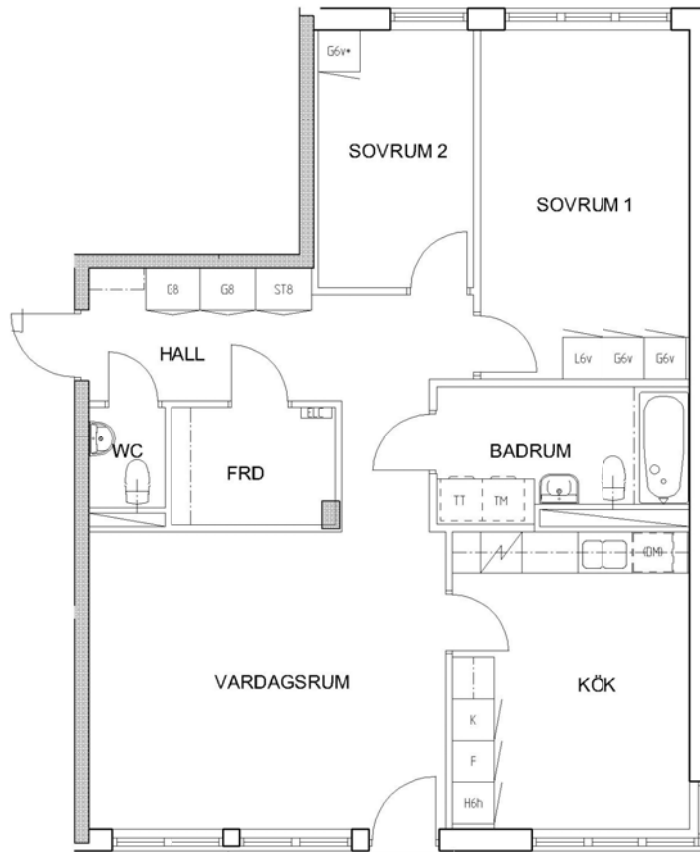 G6v*
SOVRUM 2
SOVRUM 1
G8
G8
ST8
HALL
L6v
G6v
G6v
ELC
WC
FRD
BADRUM
TT
TM
(DM)
VARDAGSRUM
KÖK
K
F
H6h